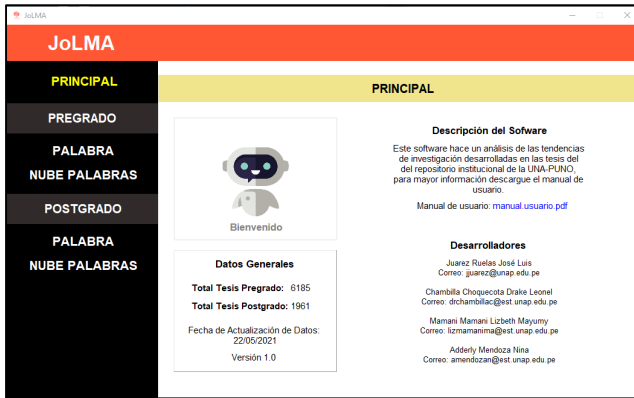 JoLMA
JoLMA
PRINCIPAL
PREGRADO
PALABRA
NUBE PALABRAS
POSTGRADO
PALABRA
NUBE PALABRAS
PRINCIPAL
Bienvenido
Datos Generales
Total Tesis Pregrado: 6185
Total Tesis Postgrado: 1961
Fecha de Actualización de Datos:
22/05/2021
Versión 1.0
Descripción del Sofware
Este software hace un análisis de las tendencias
de investigación desarrolladas en las tesis del
del repositorio institucional de la UNA-PUNO,
para mayor información descargue el manual de
usuario.
Manual de usuario: manual.usuario.pdf
Desarrolladores
Juarez Ruelas José Luis
Correo: jjuarez@unap.edu.pe
Chambilla Choquecota Drake Leonel
Correo: drchambillac@est.unap.edu.pe
Mamani Mamani Lizbeth Mayumy
Correo: lizmamanima@est.unap.edu.pe
Adderly Mendoza Nina
Correo: amendozan@est.unap.edu.pe